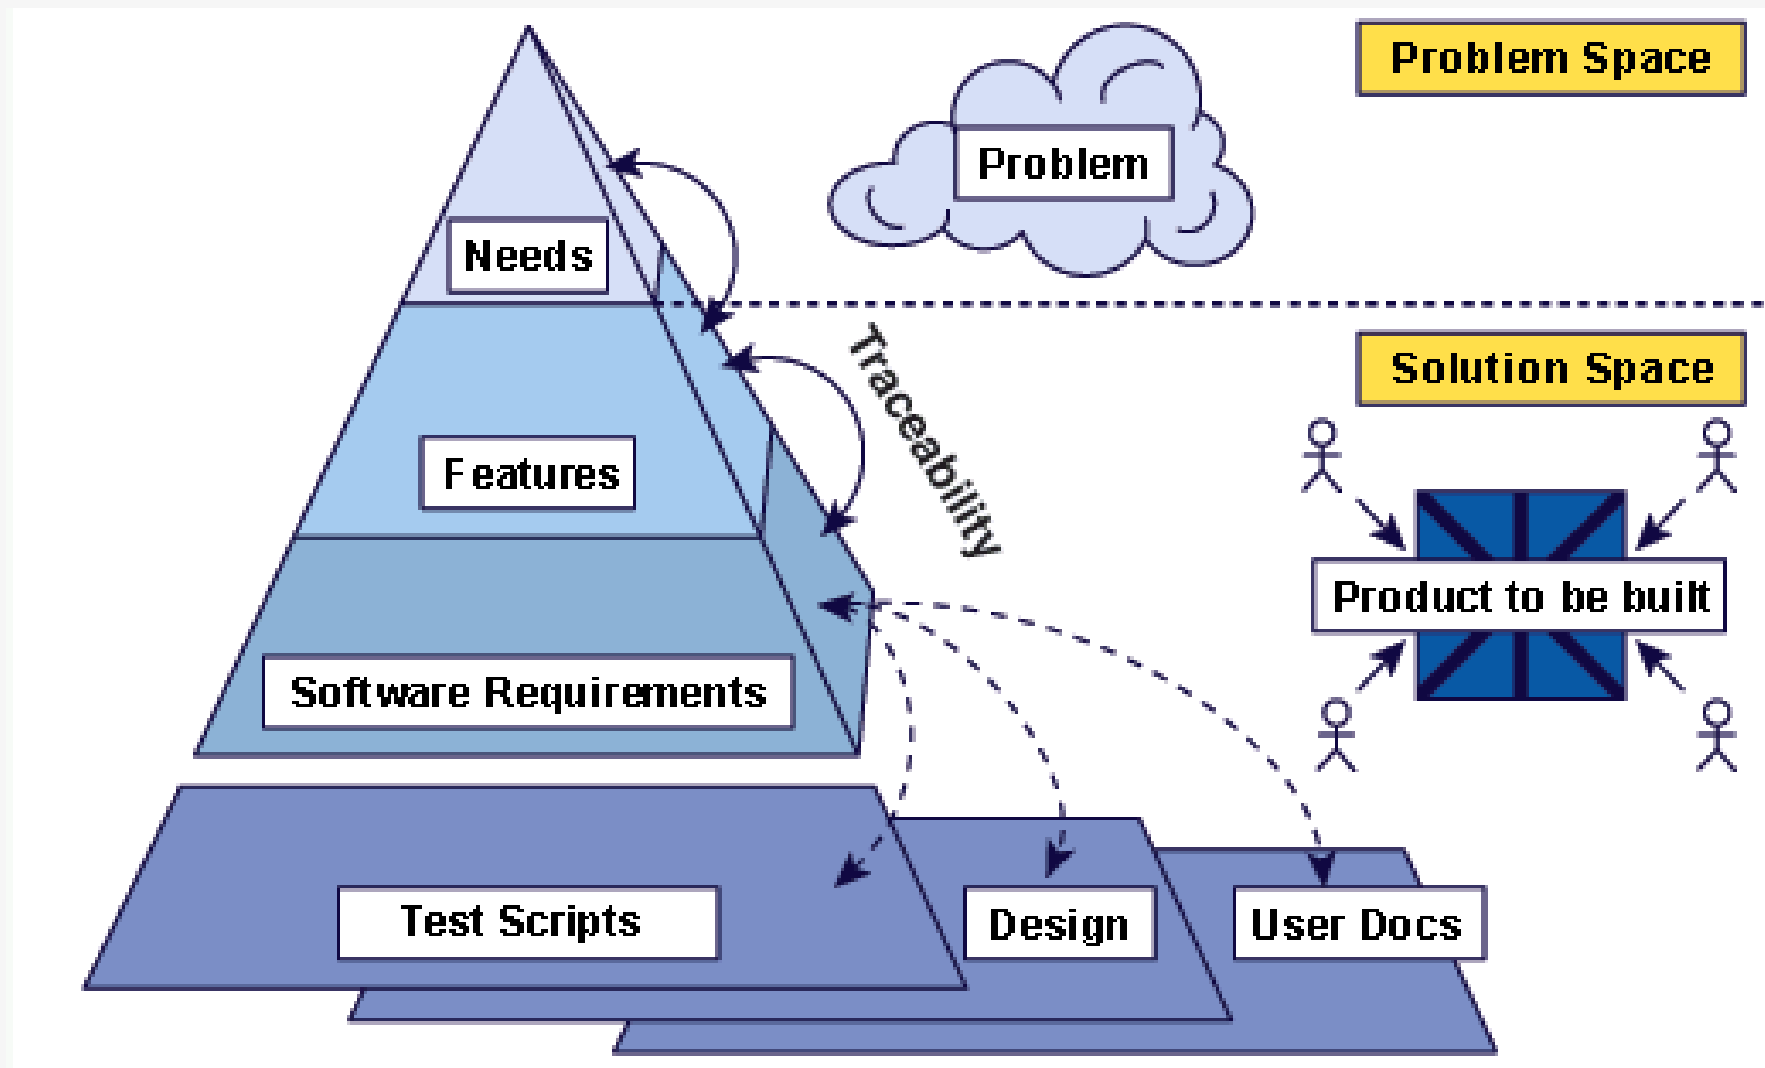 Problem Space
Problem
Needs
Solution Space
Traceability
Features
Product to be built
Software Requirements
Test Scripts
Design
User Docs